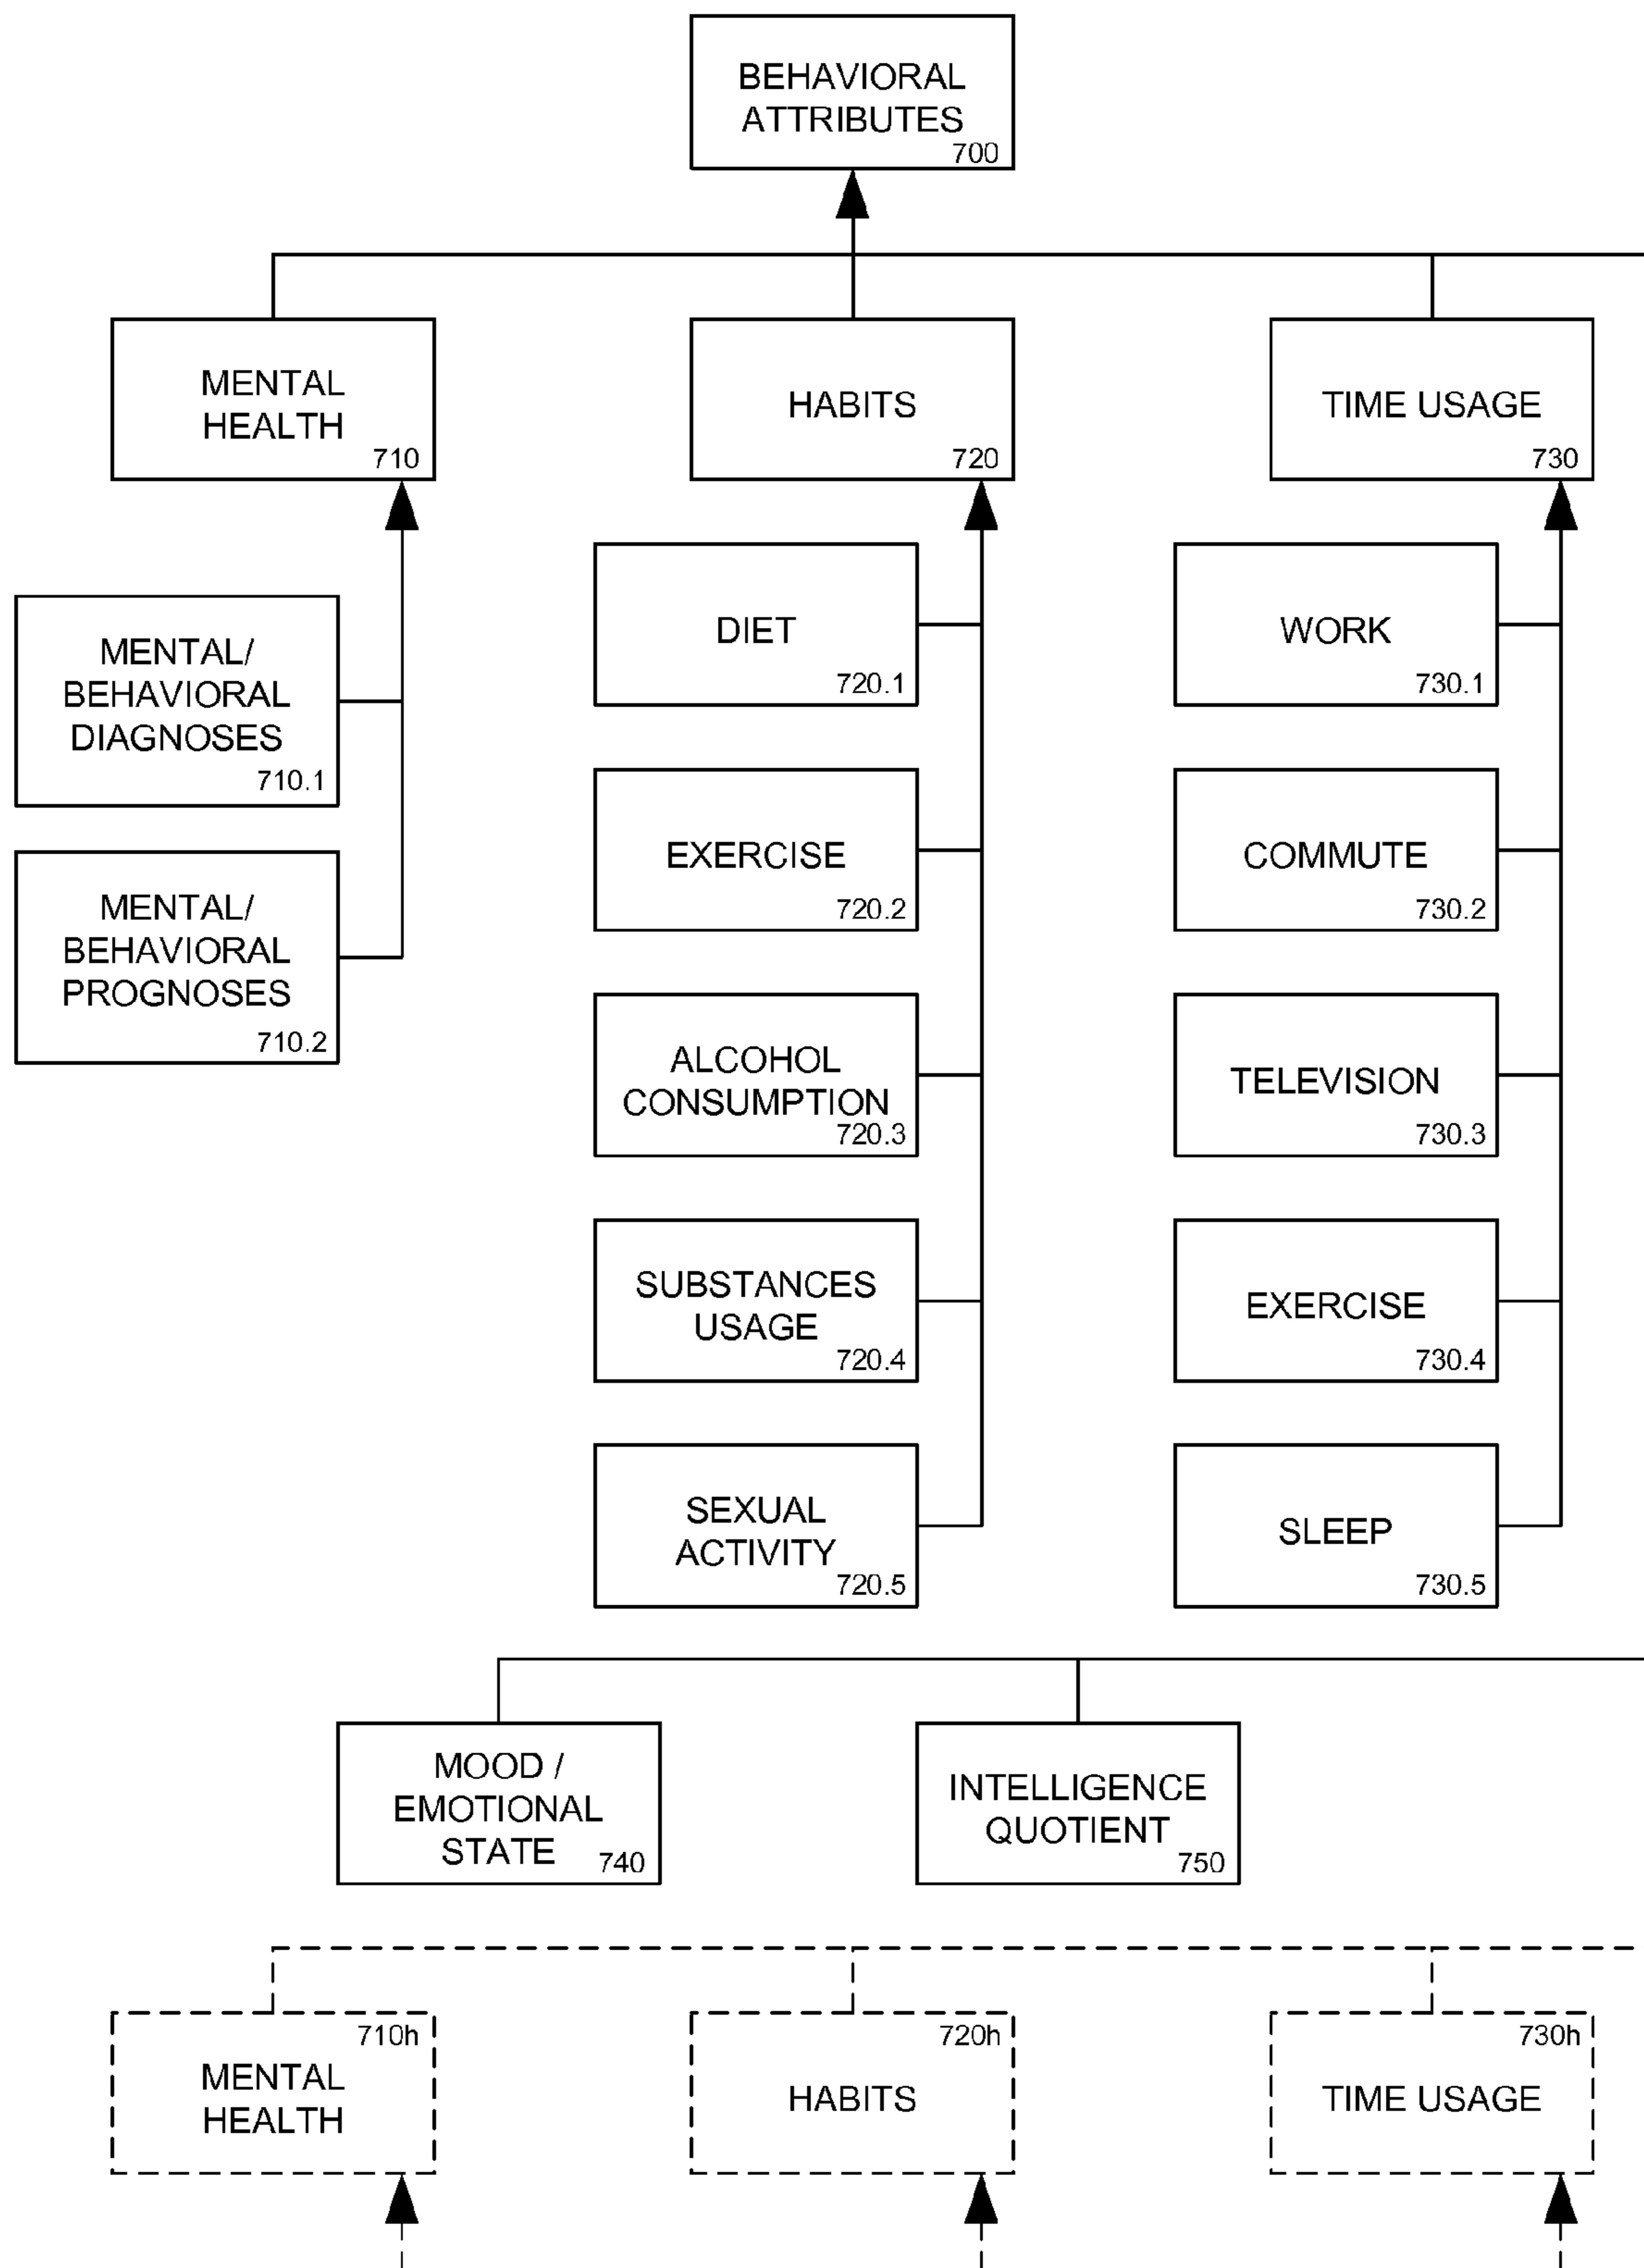 BEHAVIORAL
ATTRIBUTES
700
MENTAL
HEALTH
710
HABITS
720
TIME USAGE
730
MENTAL/
BEHAVIORAL
DIAGNOSES
710.1
MENTAL/
BEHAVIORAL
PROGNOSES
710.2
DIET
720.1
EXERCISE
720.2
ALCOHOL
CONSUMPTION
720.3
SUBSTANCES
USAGE
720.4
SEXUAL
ACTIVITY
720.5
WORK
730.1
COMMUTE
730.2
TELEVISION
730.3
EXERCISE
730.4
SLEEP
730.5
MOOD /
EMOTIONAL
STATE
740
INTELLIGENCE
QUOTIENT
750
710h
MENTAL
HEALTH
720h
HABITS
730h
TIME USAGE